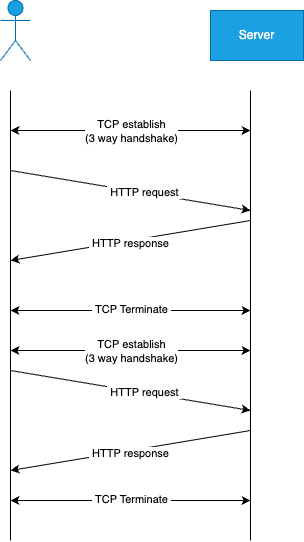 Server
TCP establish
(3 way handshake)
HTTP request
HTTP response
TCP Terminate
TCP establish
(3 way handshake)
HTTP request
HTTP response
TCP Terminate